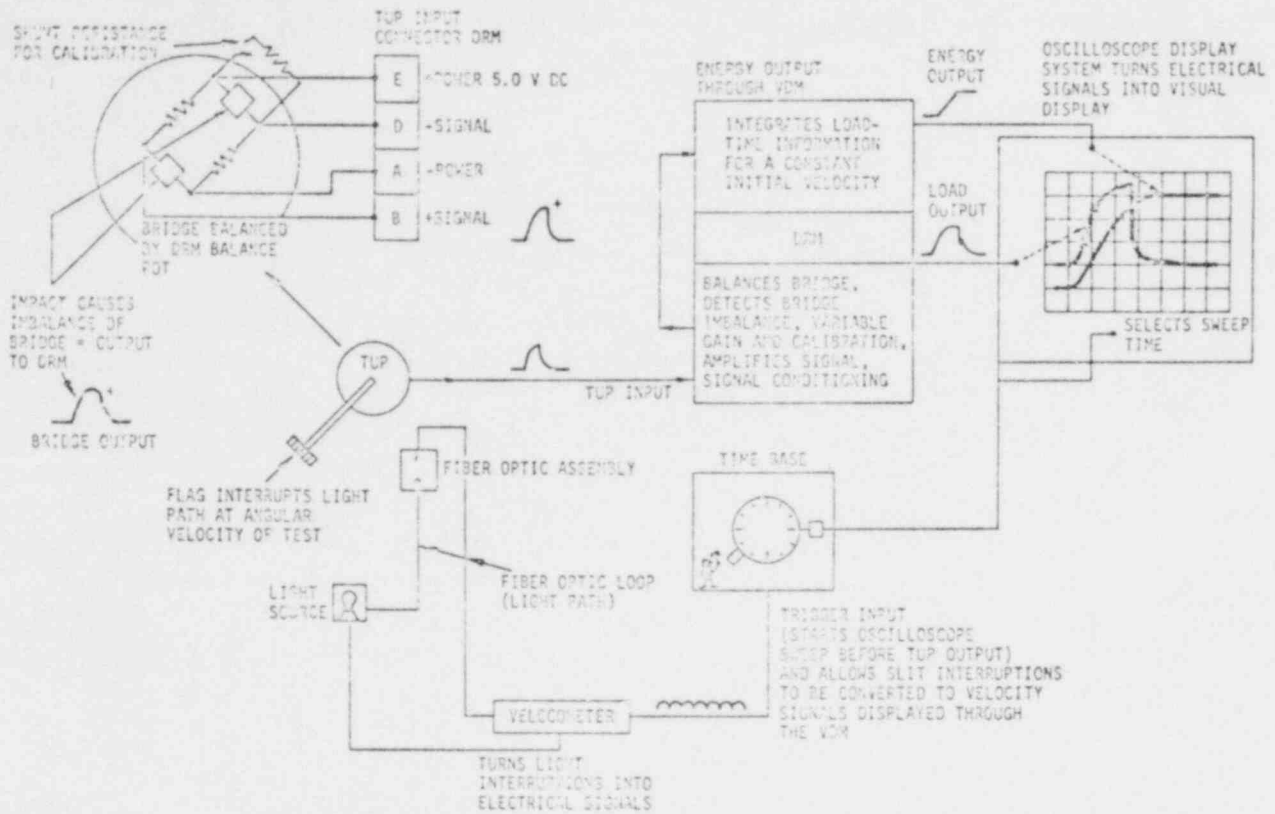 SHUNT RESISTANCE
FOR CALIBRATION
TUP INPUT
CONNECTOR DRM
E
+POWER 5.0 V DC
D
-SIGNAL
A
-POWER
B
+SIGNAL
BRIDGE BALANCED
BY DRM BALANCE
POT
IMPACT CAUSES
IMBALANCE OF
BRIDGE = OUTPUT
TO DRM
+
BRIDGE OUTPUT
+
TUP
TUP INPUT
FLAG INTERRUPTS LIGHT
PATH AT ANGULAR
VELOCITY OF TEST
FIBER OPTIC ASSEMBLY
FIBER OPTIC LOOP
(LIGHT PATH)
LIGHT
SOURCE
VELOCOMETER
TURNS LIGHT
INTERRUPTIONS INTO
ELECTRICAL SIGNALS
ENERGY OUTPUT
THROUGH VDM
INTEGRATES LOAD-
TIME INFORMATION
FOR A CONSTANT
INITIAL VELOCITY
DRM
BALANCES BRIDGE,
DETECTS BRIDGE
IMBALANCE, VARIABLE
GAIN AND CALIBRATION,
AMPLIFIES SIGNAL,
SIGNAL CONDITIONING
ENERGY
OUTPUT
LOAD
OUTPUT
OSCILLOSCOPE DISPLAY
SYSTEM TURNS ELECTRICAL
SIGNALS INTO VISUAL
DISPLAY
SELECTS SWEEP
TIME
TIME BASE
TRIGGER INPUT
(STARTS OSCILLOSCOPE
SWEEP BEFORE TUP OUTPUT)
AND ALLOWS SLIT INTERRUPTIONS
TO BE CONVERTED TO VELOCITY
SIGNALS DISPLAYED THROUGH
THE VDM